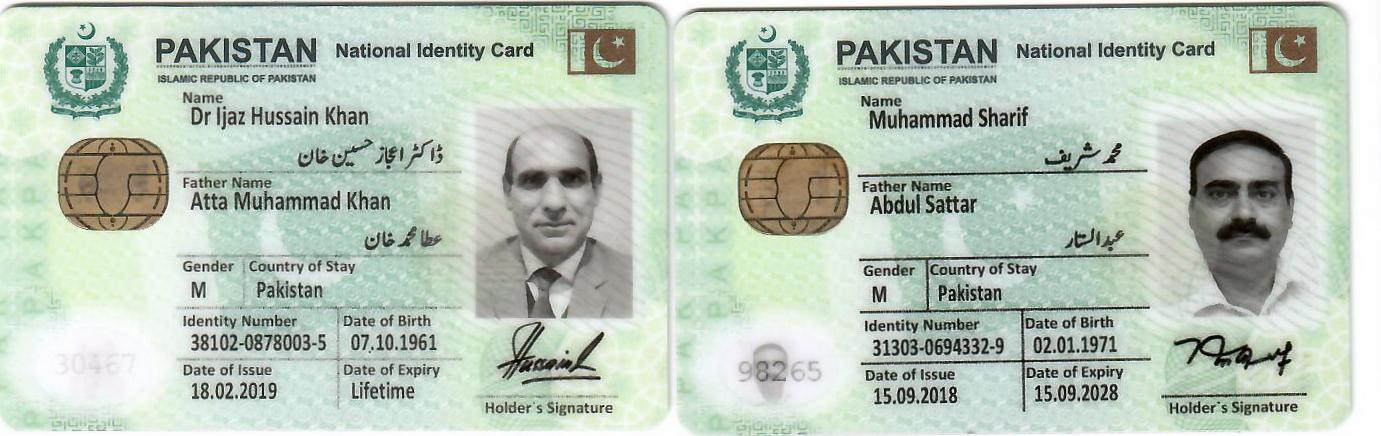 PAKISTAN National Identity Card
ISLAMIC REPUBLIC OF PAKISTAN
Name
Dr Ijaz Hussain Khan
ڈاکٹر اعجاز حسین خان
Father Name
Atta Muhammad Khan
عطا محمد خان
Gender Country of Stay
M Pakistan
Identity Number Date of Birth
38102-0878003-5 07.10.1961
Date of Issue Date of Expiry
18.02.2019 Lifetime
30467
Holder's Signature
PAKISTAN National Identity Card
ISLAMIC REPUBLIC OF PAKISTAN
Name
Muhammad Sharif
محمد شریف
Father Name
Abdul Sattar
عبدالستار
Gender Country of Stay
M Pakistan
Identity Number Date of Birth
31303-0694332-9 02.01.1971
Date of Issue Date of Expiry
15.09.2018 15.09.2028
98265
Holder's Signature